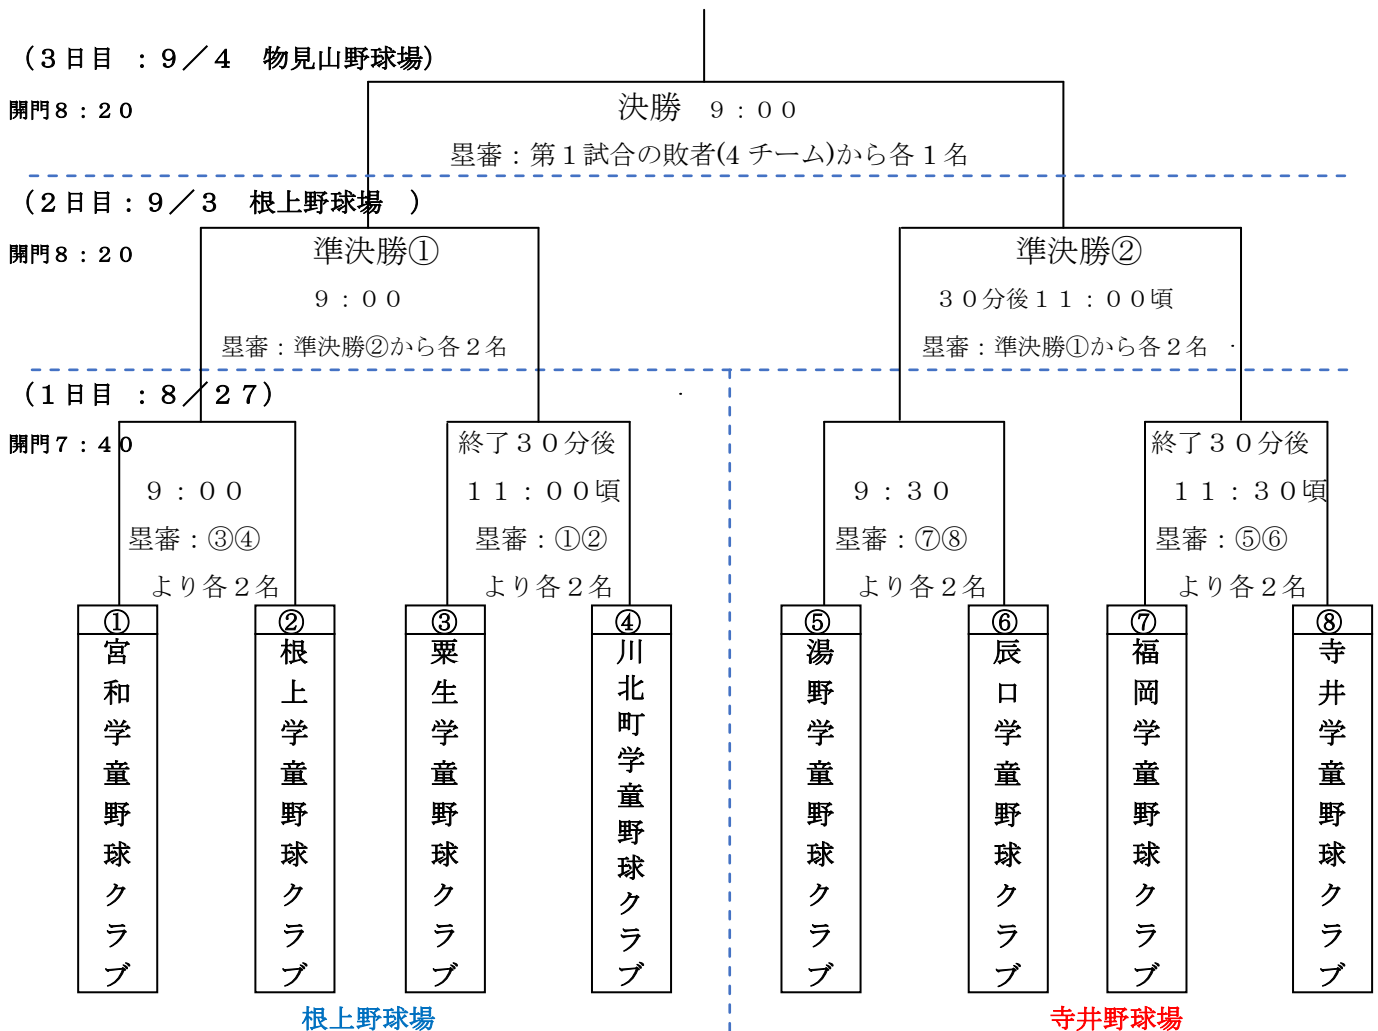 (３日目 ：９／４　物見山野球場)
開門８：２０
決勝　９：００
塁審：第１試合の敗者(4 チーム)から各１名
(２日目：９／３　根上野球場　)
開門８：２０
準決勝①
９：００
塁審：準決勝②から各２名
準決勝②
３０分後１１：００頃
塁審：準決勝①から各２名
(１日目 ：８／２７)
開門７：４０
９：００
塁審：③④
より各２名
終了３０分後
１１：００頃
塁審：①②
より各２名
９：３０
塁審：⑦⑧
より各２名
終了３０分後
１１：３０頃
塁審：⑤⑥
より各２名
①
宮和学童野球クラブ
②
根上学童野球クラブ
③
粟生学童野球クラブ
④
川北町学童野球クラブ
⑤
湯野学童野球クラブ
⑥
辰口学童野球クラブ
⑦
福岡学童野球クラブ
⑧
寺井学童野球クラブ
根上野球場
寺井野球場